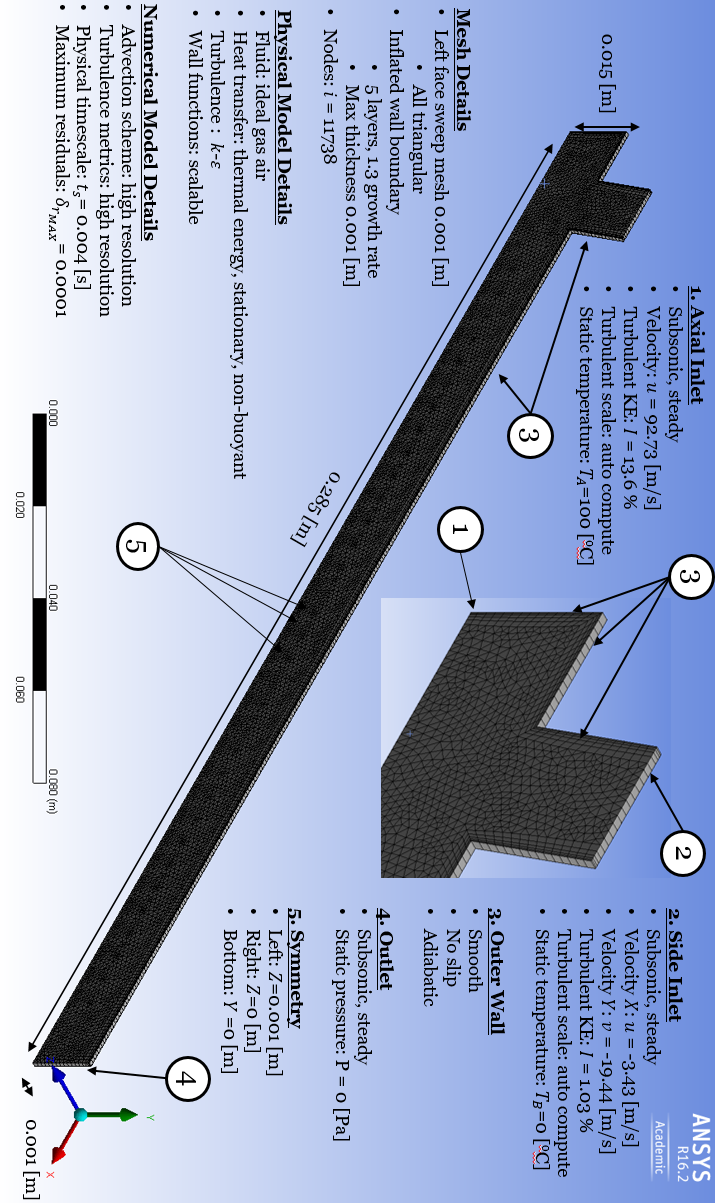 ANSYS
R16.2
Academic
1. Axial Inlet
• Subsonic, steady
• Velocity: u = 92.73 [m/s]
• Turbulent KE: I = 13.6 %
• Turbulent scale: auto compute
• Static temperature: T_A=100 [°C]
2. Side Inlet
• Subsonic, steady
• Velocity X: u = -3.43 [m/s]
• Velocity Y: v = -19.44 [m/s]
• Turbulent KE: I = 1.03 %
• Turbulent scale: auto compute
• Static temperature: T_B=0 [°C]
3. Outer Wall
• Smooth
• No slip
• Adiabatic
4. Outlet
• Subsonic, steady
• Static pressure: P = 0 [Pa]
5. Symmetry
• Left: Z=0.001 [m]
• Right: Z=0 [m]
• Bottom: Y =0 [m]
Mesh Details
• Left face sweep mesh 0.001 [m]
• All triangular
• Inflated wall boundary
• 5 layers, 1.3 growth rate
• Max thickness 0.001 [m]
• Nodes: i = 11738
Physical Model Details
• Fluid: ideal gas air
• Heat transfer: thermal energy, stationary, non-buoyant
• Turbulence : k-ε
• Wall functions: scalable
Numerical Model Details
• Advection scheme: high resolution
• Turbulence metrics: high resolution
• Physical timescale: t_s= 0.004 [s]
• Maximum residuals: δ_r_MAX = 0.0001
0.015 [m]
0.285 [m]
0.001 [m]
3
1
3
2
5
4
0.000
0.020
0.040
0.060
0.080 (m)
Y
X